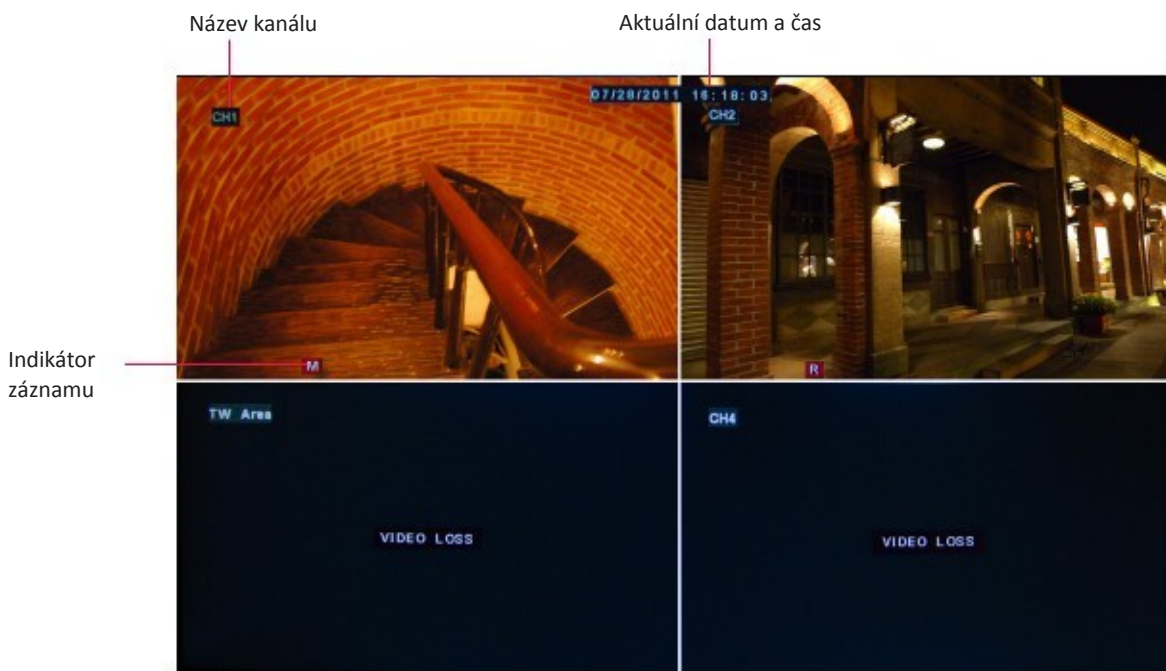 Název kanálu
Aktuální datum a čas
07/28/2011 16:18:03
CH1
CH2
Indikátor
záznamu
M
R
TW Area
CH4
VIDEO LOSS
VIDEO LOSS